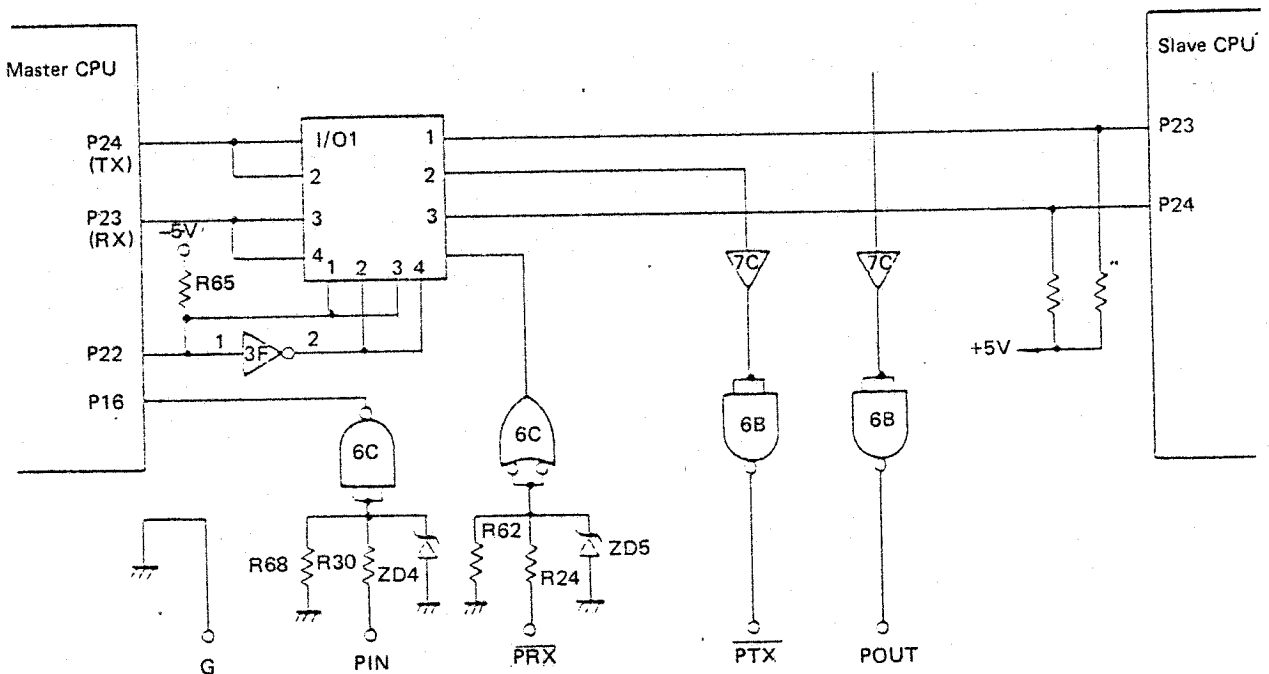 Master CPU
Slave CPU
P24
(TX)
I/O1
1
P23
2
2
P23
(RX)
3
3
P24
–5V
4
1
2
3
4
R65
7C
7C
P22
1
3F
2
+5V
P16
6C
6C
6B
6B
R68
R30
ZD4
R62
R24
ZD5
G
PIN
PRX
PTX
POUT